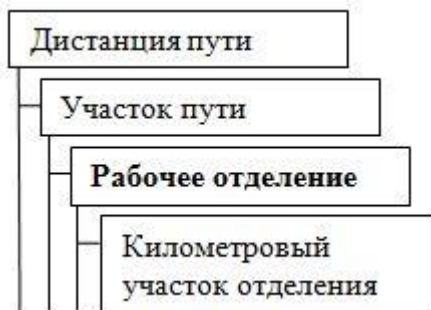 Дистанция пути
Участок пути
Рабочее отделение
Километровый
участок отделения